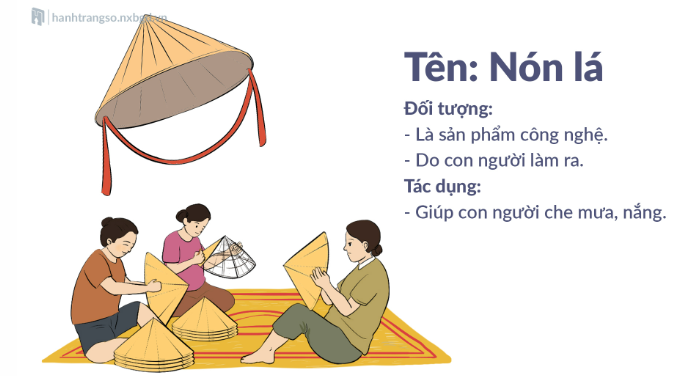 hanhtrangso.nxbgd.vn
Tên: Nón lá
Đối tượng:
- Là sản phẩm công nghệ.
- Do con người làm ra.
Tác dụng:
- Giúp con người che mưa, nắng.